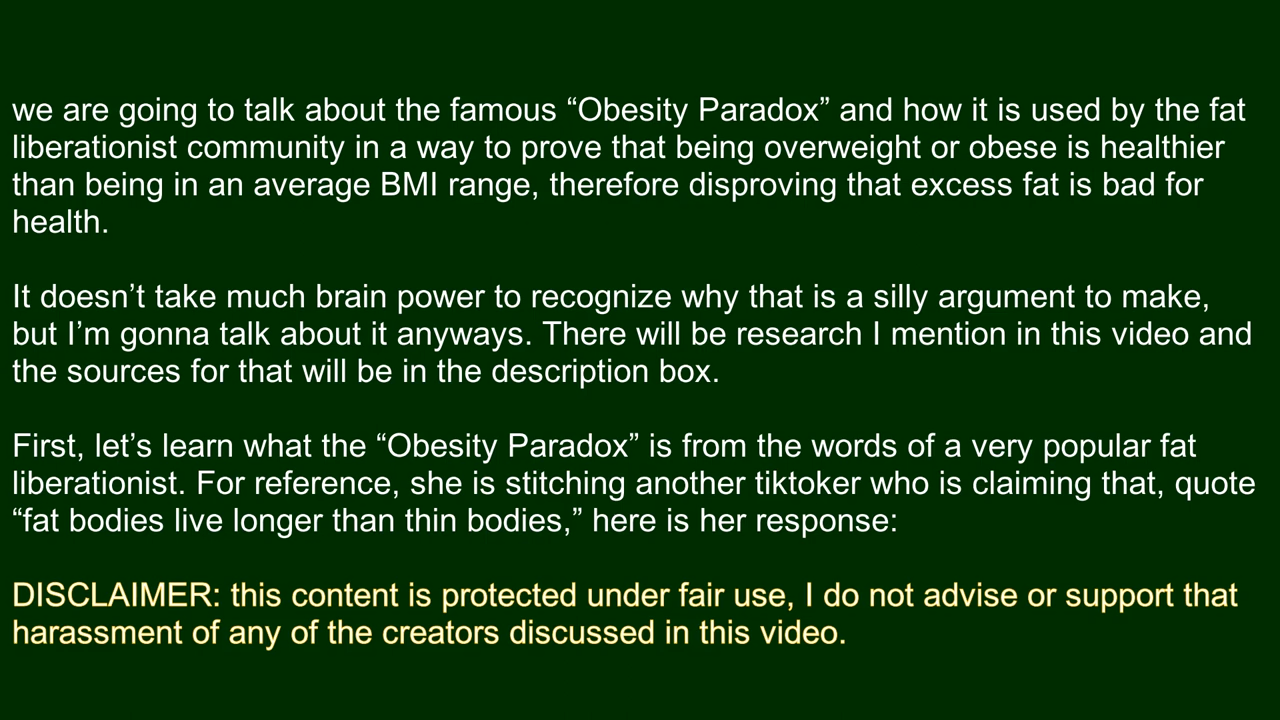 we are going to talk about the famous “Obesity Paradox” and how it is used by the fat
liberationist community in a way to prove that being overweight or obese is healthier
than being in an average BMI range, therefore disproving that excess fat is bad for
health.
It doesn’t take much brain power to recognize why that is a silly argument to make,
but I’m gonna talk about it anyways. There will be research I mention in this video and
the sources for that will be in the description box.
First, let’s learn what the “Obesity Paradox” is from the words of a very popular fat
liberationist. For reference, she is stitching another tiktoker who is claiming that, quote
“fat bodies live longer than thin bodies,” here is her response:
DISCLAIMER: this content is protected under fair use, I do not advise or support that
harassment of any of the creators discussed in this video.